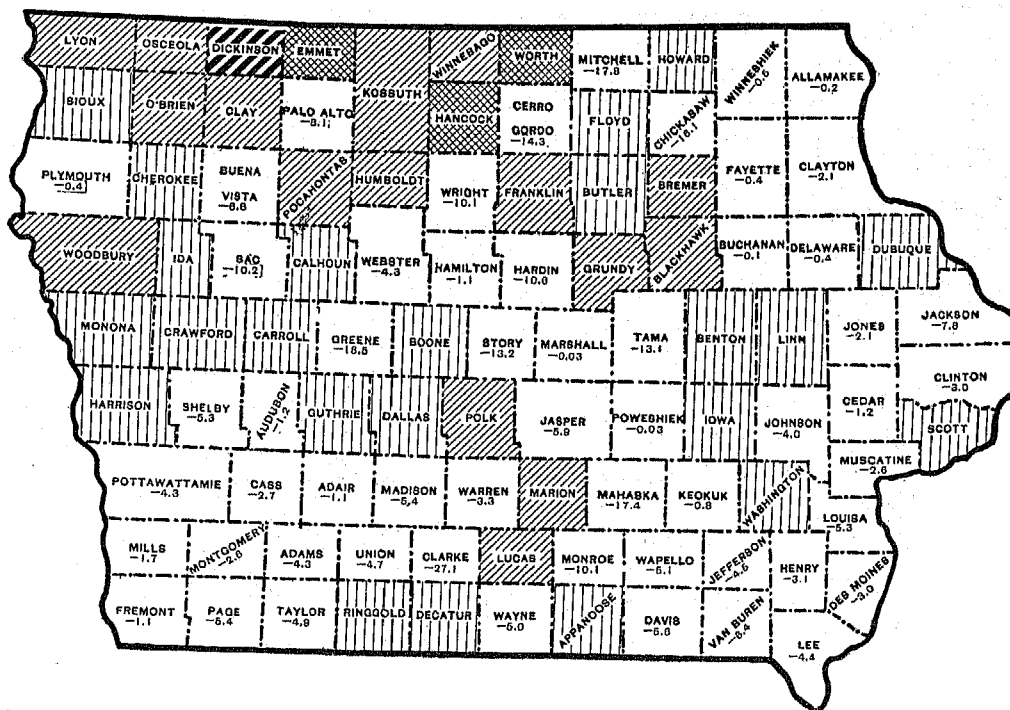 LYON
OSCEOLA
DICKINSON
EMMET
KOSSUTH
WINNEBAGO
WORTH
MITCHELL
-17.8
HOWARD
WINNESHIEK
-0.5
ALLAMAKEE
-0.2
SIOUX
O'BRIEN
CLAY
PALO ALTO
-8.1
HANCOCK
CERRO
GORDO
-14.3
FLOYD
CHICKASAW
-16.1
PLYMOUTH
-0.4
CHEROKEE
BUENA
VISTA
-8.8
POCAHONTAS
HUMBOLDT
WRIGHT
-10.1
FRANKLIN
BUTLER
BREMER
FAYETTE
-0.4
CLAYTON
-2.1
WOODBURY
IDA
SAC
-10.2
CALHOUN
WEBSTER
-4.3
HAMILTON
-1.1
HARDIN
-10.0
GRUNDY
BLACKHAWK
BUCHANAN
-0.1
DELAWARE
-0.4
DUBUQUE
MONONA
CRAWFORD
CARROLL
GREENE
-18.5
BOONE
STORY
-13.2
MARSHALL
-0.03
TAMA
-13.1
BENTON
LINN
JONES
-2.1
JACKSON
-7.8
CLINTON
-3.0
HARRISON
SHELBY
-5.3
AUDUBON
-1.2
GUTHRIE
DALLAS
POLK
JASPER
-5.9
POWESHIEK
-0.03
IOWA
JOHNSON
-4.0
CEDAR
-1.2
SCOTT
MUSCATINE
-2.6
POTTAWATTAMIE
-4.3
CASS
-2.7
ADAIR
-1.1
MADISON
-5.4
WARREN
-3.3
MARION
MAHASKA
-17.4
KEOKUK
-0.8
WASHINGTON
LOUISA
-5.3
MILLS
-1.7
MONTGOMERY
-2.8
ADAMS
-4.3
UNION
-4.7
CLARKE
-27.1
LUCAS
MONROE
-10.1
WAPELLO
-5.1
JEFFERSON
-4.5
HENRY
-3.1
DES MOINES
-3.0
FREMONT
-1.1
PAGE
-5.4
TAYLOR
-4.9
RINGGOLD
DECATUR
WAYNE
-5.0
APPANOOSE
DAVIS
-5.8
VAN BUREN
-5.4
LEE
-4.4